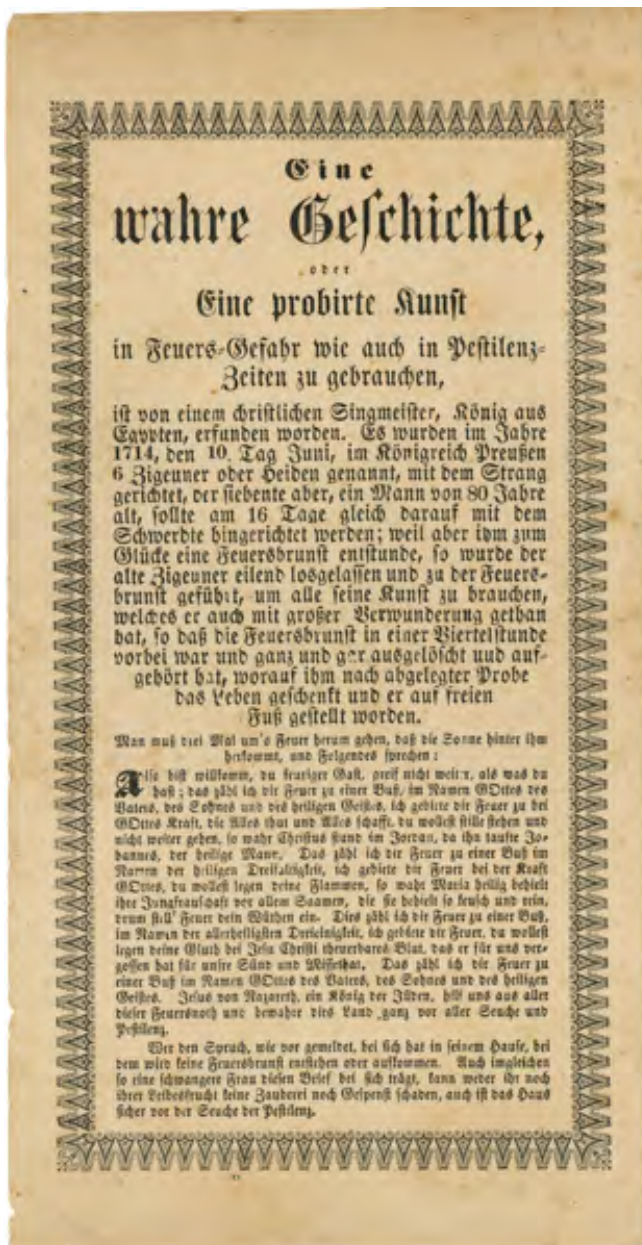 Eine
wahre Geschichte,
oder
Eine probirte Kunst
in Feuers-Gefahr wie auch in Pestilenz-
Zeiten zu gebrauchen,
ist von einem christlichen Singmeister, König aus
Egypten, erfunden worden. Es wurden im Jahre
1714, den 10. Tag Juni, im Königreich Preußen
6 Zigeuner oder Heiden genannt, mit dem Strang
gerichtet, der siebente aber, ein Mann von 80 Jahre
alt, sollte am 16 Tage gleich darauf mit dem
Schwerdte hingerichtet werden; weil aber ihm zum
Glücke eine Feuersbrunst entstunde, so wurde der
alte Zigeuner eilend losgelassen und zu der Feuers-
brunst geführt, um alle seine Kunst zu brauchen,
welches er auch mit großer Verwunderung gethan
hat, so daß die Feuersbrunst in einer Viertelstunde
vorbei war und ganz und gar ausgelöscht uud auf-
gehört hat, worauf ihm nach abgelegter Probe
das Leben geschenkt und er auf freien
Fuß gestellt worden.
Man muß drei Mal um's Feuer herum gehen, daß die Sonne hinter ihm
herkommt, und Folgendes sprechen:
Also bist willkomm, du feuriger Gast, greif nicht weiter, als was du
hast; das zähl ich dir Feuer zu einer Buß, im Namen GOttes des
Vaters, des Sohnes und des heiligen Geistes, ich gebiete dir Feuer zu bei
GOttes Kraft, die Alles thut und Alles schafft, du wollest stille stehen und
nicht weiter gehen, so wahr Christus stand im Jordan, da ihn taufte Jo-
hannes, der heilige Mann. Das zähl ich dir Feuer zu einer Buß im
Namen der heiligen Dreifaltigkeit, ich gebiete dir Feuer bei der Kraft
GOttes, du wollest legen deine Flammen, so wahr Maria heilig behielt
ihre Jungfrauschaft vor allem Saamen, die sie behielt so keusch und rein,
drum stell' Feuer dein Wüthen ein. Dies zähl ich dir Feuer zu einer Buß,
im Namen der allerheiligsten Dreieinigkeit, ich gebiete dir Feuer, du wollest
legen deine Gluth bei Jesu Christi theuerbares Blut, das er für uns ver-
gossen hat für unsre Sünd und Missethat. Das zähl ich dir Feuer zu
einer Buß im Namen GOttes des Vaters, des Sohnes und des heiligen
Geistes. Jesus von Nazareth, ein König der Jüden, hilf uns aus aller
dieser Feuersnoth und bewahre dies Land ganz vor aller Seuche und
Pestilenz.
Wer den Spruch, wie vor gemeldet, bei sich hat in seinem Hause, bei
dem wird keine Feuersbrunst entstehen oder aufkommen. Auch imgleichen
so eine schwangere Frau diesen Brief bei sich trägt, kann weder ihr noch
ihrer Leibesfrucht keine Zauberei noch Gespenst schaden, auch ist das Haus
sicher vor der Seuche der Pestilenz.